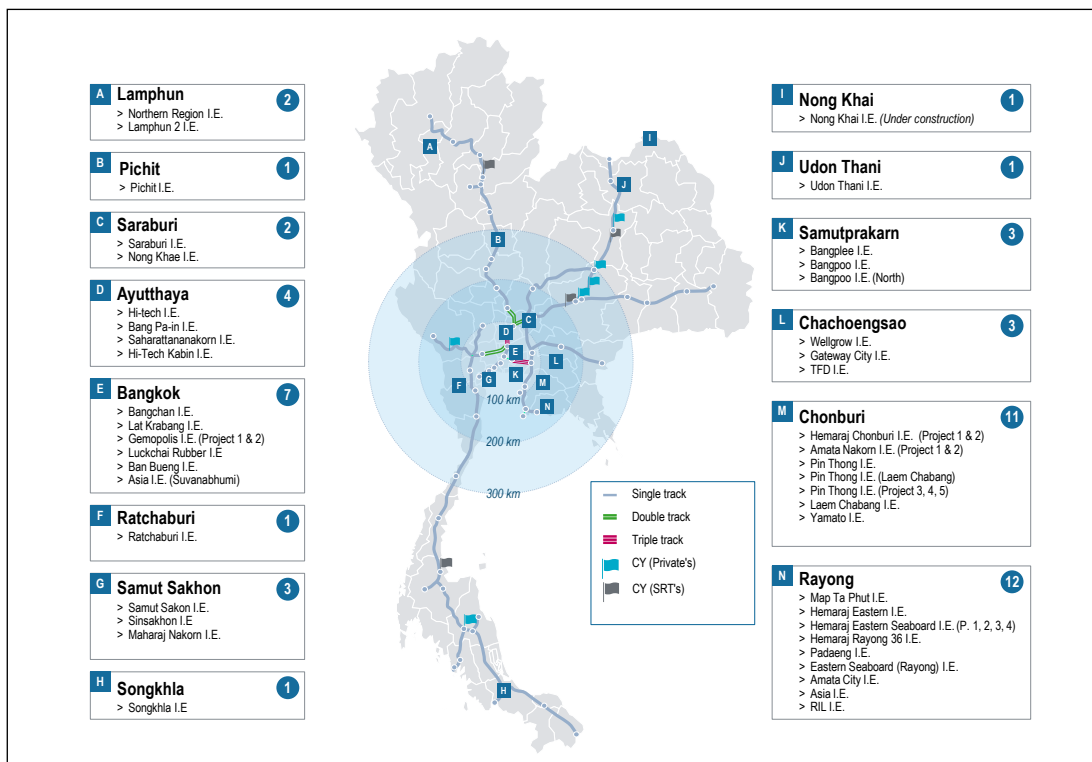 A Lamphun 2
> Northern Region I.E.
> Lamphun 2 I.E.
B Pichit 1
> Pichit I.E.
C Saraburi 2
> Saraburi I.E.
> Nong Khae I.E.
D Ayutthaya 4
> Hi-tech I.E.
> Bang Pa-in I.E.
> Saharattananakorn I.E.
> Hi-Tech Kabin I.E.
E Bangkok 7
> Bangchan I.E.
> Lat Krabang I.E.
> Gemopolis I.E. (Project 1 & 2)
> Luckchai Rubber I.E
> Ban Bueng I.E.
> Asia I.E. (Suvanabhumi)
F Ratchaburi 1
> Ratchaburi I.E.
G Samut Sakhon 3
> Samut Sakon I.E.
> Sinsakhon I.E
> Maharaj Nakorn I.E.
H Songkhla 1
> Songkhla I.E
A
I
J
B
C
D
E
L
F
G
K
M
N
100 km
200 km
300 km
H
Single track
Double track
Triple track
CY (Private's)
CY (SRT's)
I Nong Khai 1
> Nong Khai I.E. (Under construction)
J Udon Thani 1
> Udon Thani I.E.
K Samutprakarn 3
> Bangplee I.E.
> Bangpoo I.E.
> Bangpoo I.E. (North)
L Chachoengsao 3
> Wellgrow I.E.
> Gateway City I.E.
> TFD I.E.
M Chonburi 11
> Hemaraj Chonburi I.E. (Project 1 & 2)
> Amata Nakorn I.E. (Project 1 & 2)
> Pin Thong I.E.
> Pin Thong I.E. (Laem Chabang)
> Pin Thong I.E. (Project 3, 4, 5)
> Laem Chabang I.E.
> Yamato I.E.
N Rayong 12
> Map Ta Phut I.E.
> Hemaraj Eastern I.E.
> Hemaraj Eastern Seaboard I.E. (P. 1, 2, 3, 4)
> Hemaraj Rayong 36 I.E.
> Padaeng I.E.
> Eastern Seaboard (Rayong) I.E.
> Amata City I.E.
> Asia I.E.
> RIL I.E.